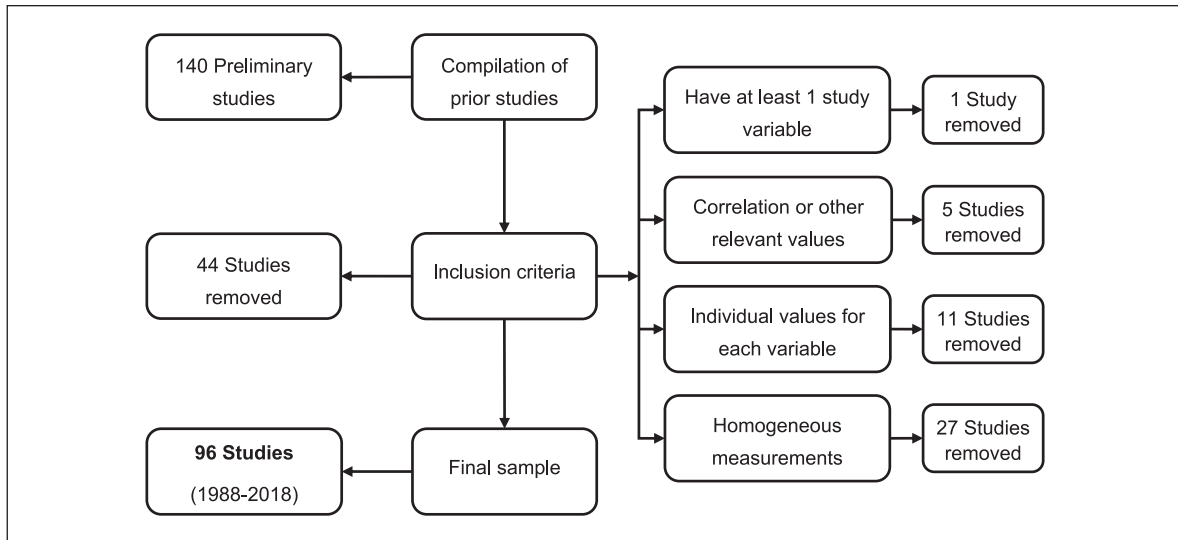 140 Preliminary
studies
Compilation of
prior studies
Have at least 1 study
variable
1 Study
removed
Correlation or other
relevant values
5 Studies
removed
44 Studies
removed
Inclusion criteria
Individual values for
each variable
11 Studies
removed
Homogeneous
measurements
27 Studies
removed
96 Studies
(1988-2018)
Final sample